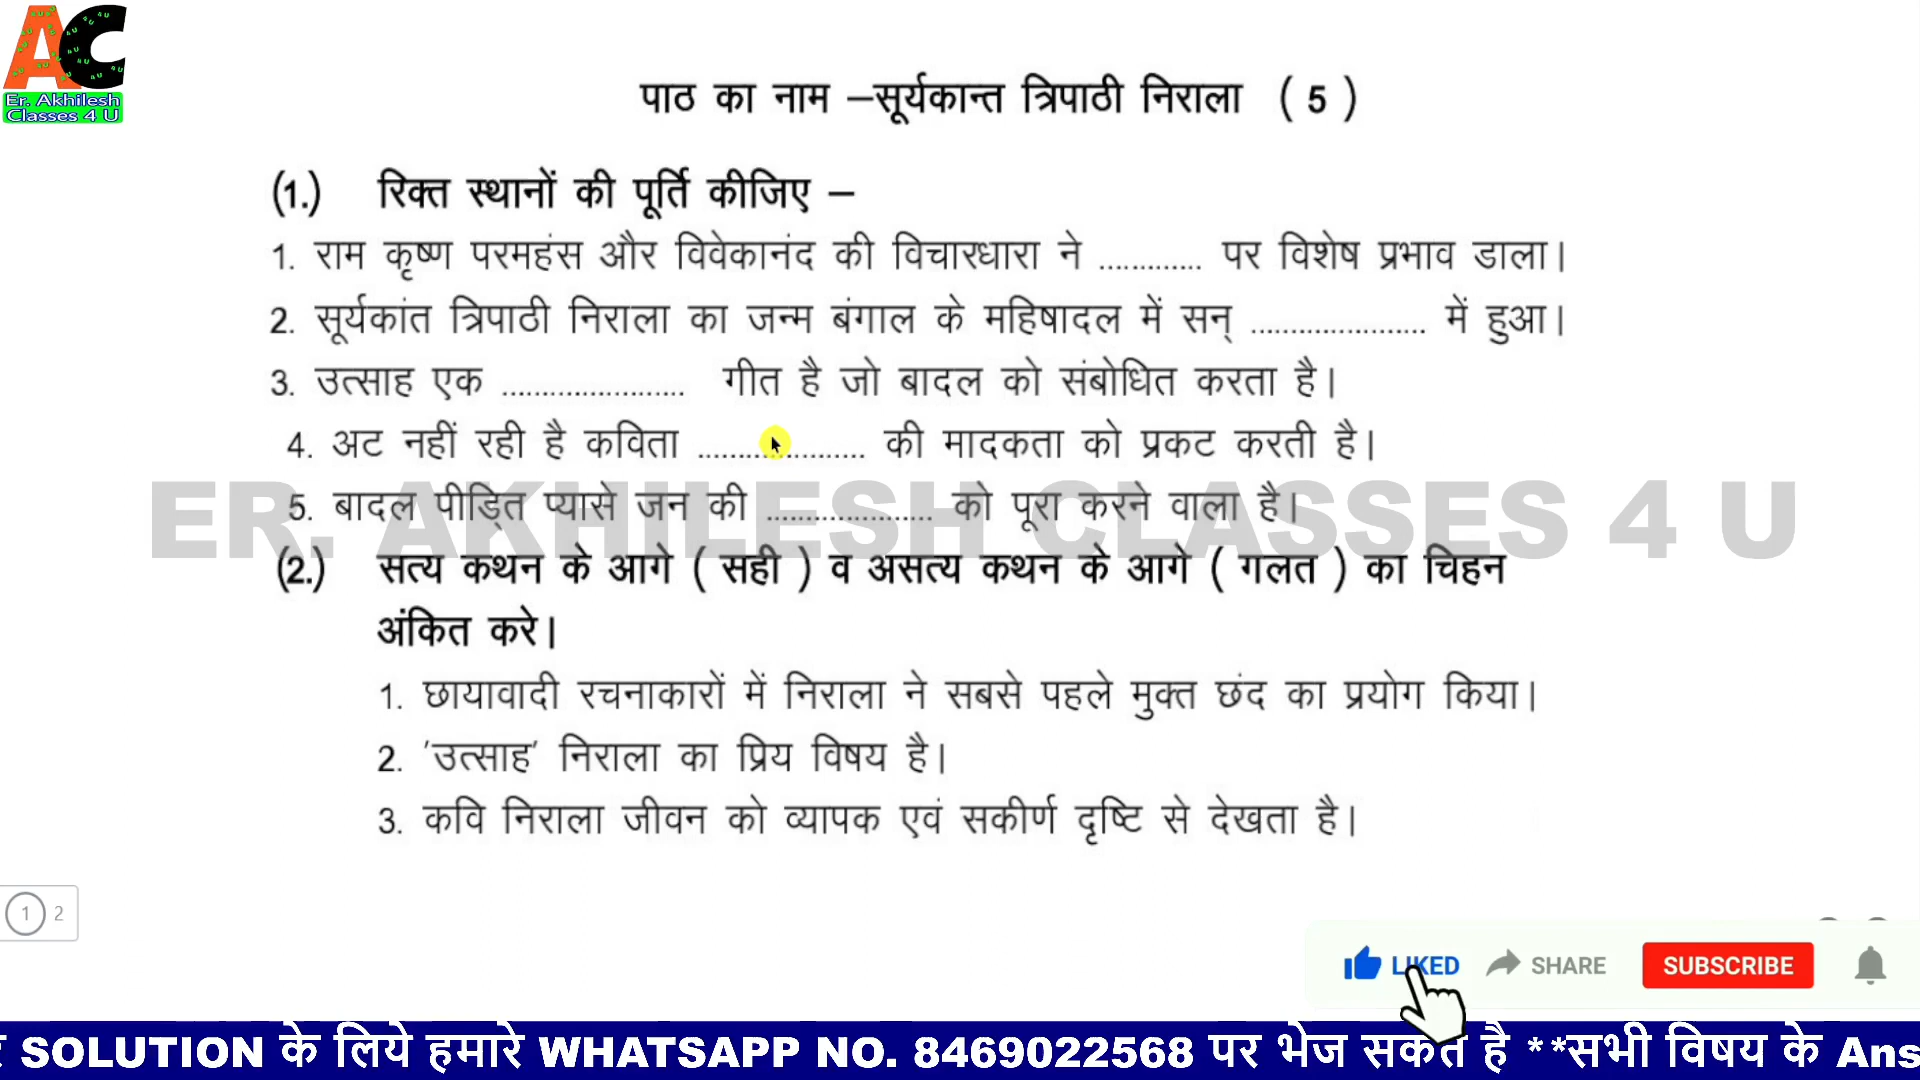 AC
Er. Akhilesh
Classes 4 U
पाठ का नाम –सूर्यकान्त त्रिपाठी निराला ( 5 )
(1.) रिक्त स्थानों की पूर्ति कीजिए –
1. राम कृष्ण परमहंस और विवेकानंद की विचारधारा ने ............. पर विशेष प्रभाव डाला।
2. सूर्यकांत त्रिपाठी निराला का जन्म बंगाल के महिषादल में सन् ...................... में हुआ।
3. उत्साह एक ....................... गीत है जो बादल को संबोधित करता है।
4. अट नहीं रही है कविता ..................... की मादकता को प्रकट करती है।
5. बादल पीड़ित प्यासे जन की ..................... को पूरा करने वाला है।
ER. AKHILESH CLASSES 4 U
(2.) सत्य कथन के आगे ( सही ) व असत्य कथन के आगे ( गलत ) का चिहन
अंकित करे।
1. छायावादी रचनाकारों में निराला ने सबसे पहले मुक्त छंद का प्रयोग किया।
2. 'उत्साह' निराला का प्रिय विषय है।
3. कवि निराला जीवन को व्यापक एवं सकीर्ण दृष्टि से देखता है।
1 2
LIKED SHARE SUBSCRIBE
SOLUTION के लिये हमारे WHATSAPP NO. 8469022568 पर भेज सकते है **सभी विषय के Ans